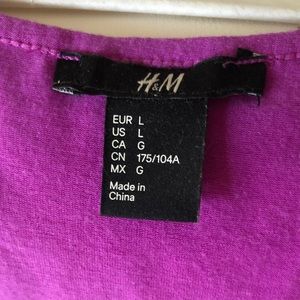 H&M
EUR L
US L
CA G
CN 175/104A
MX G
Made in
China